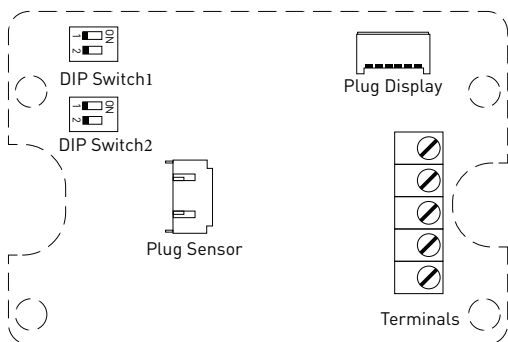 ON
1
2
DIP Switch1
ON
1
2
DIP Switch2
Plug Display
Plug Sensor
Terminals